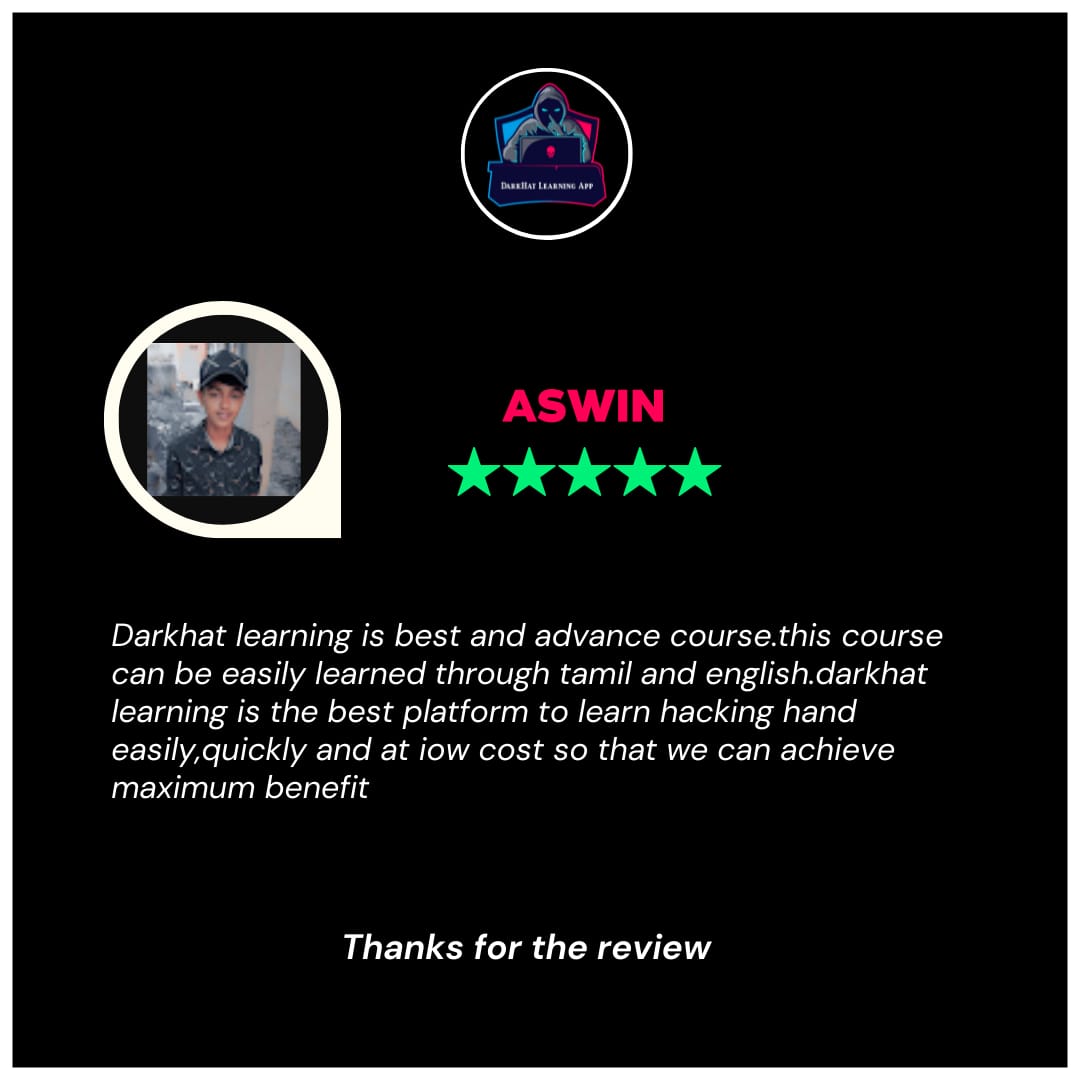 DarkHat Learning App
ASWIN
Darkhat learning is best and advance course.this course
can be easily learned through tamil and english.darkhat
learning is the best platform to learn hacking hand
easily,quickly and at iow cost so that we can achieve
maximum benefit
Thanks for the review